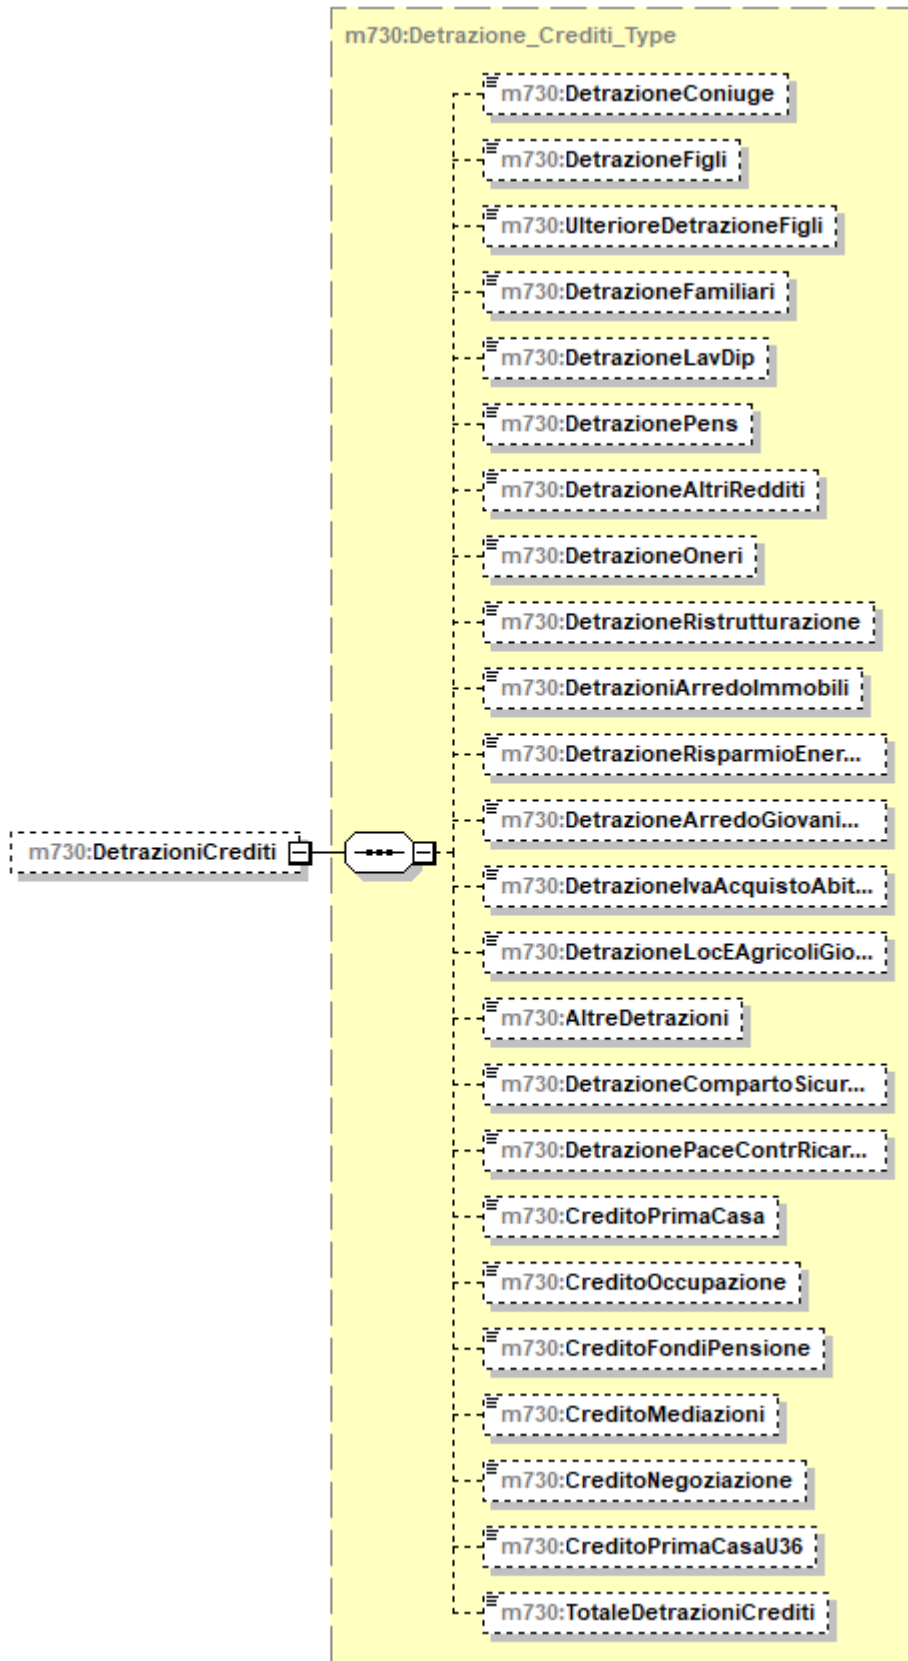 m730:Detrazione_Crediti_Type
m730:DetrazioneConiuge
m730:DetrazioneFigli
m730:UlterioreDetrazioneFigli
m730:DetrazioneFamiliari
m730:DetrazioneLavDip
m730:DetrazionePens
m730:DetrazioneAltriRedditi
m730:DetrazioneOneri
m730:DetrazioneRistrutturazione
m730:DetrazioniArredoImmobili
m730:DetrazioneRisparmioEner...
m730:DetrazioneArredoGiovani...
m730:DetrazioniCrediti
m730:DetrazioneIvaAcquistoAbit...
m730:DetrazioneLocEAgricoliGio...
m730:AltreDetrazioni
m730:DetrazioneCompartoSicur...
m730:DetrazionePaceContrRicar...
m730:CreditoPrimaCasa
m730:CreditoOccupazione
m730:CreditoFondiPensione
m730:CreditoMediazioni
m730:CreditoNegoziazione
m730:CreditoPrimaCasaU36
m730:TotaleDetrazioniCrediti